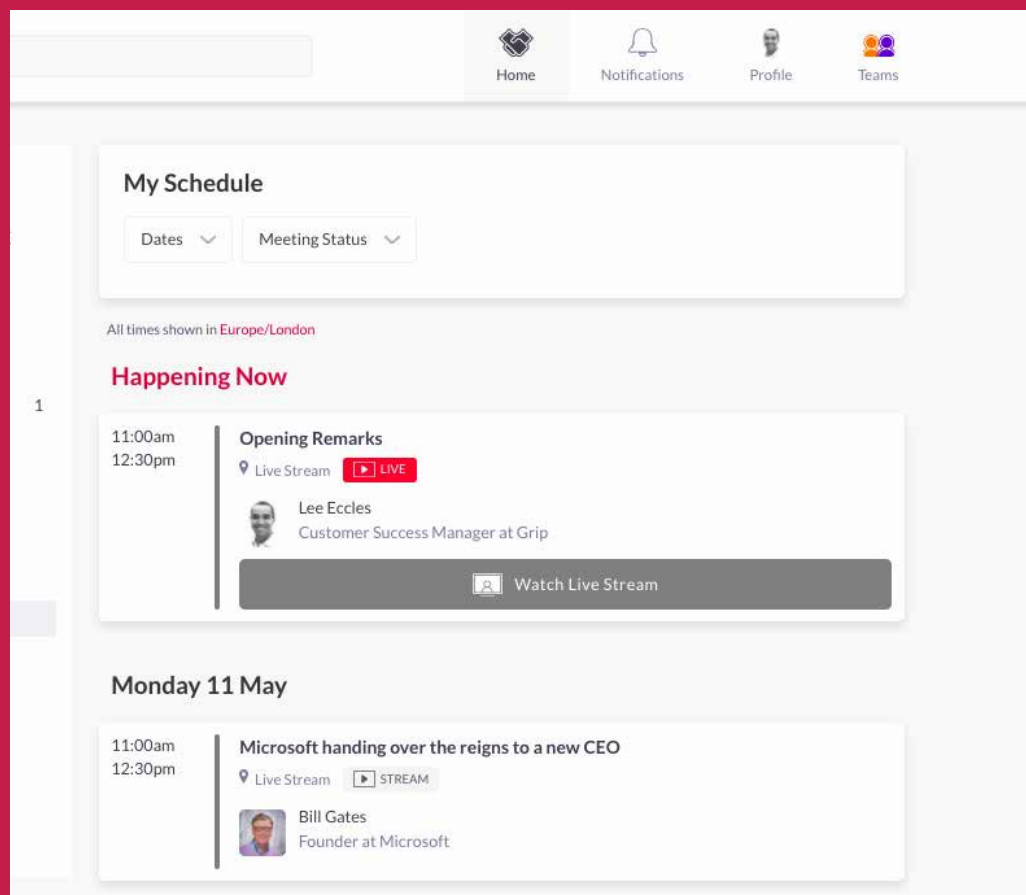 Home
Notifications
Profile
Teams
My Schedule
Dates
Meeting Status
All times shown in Europe/London
Happening Now
1
11:00am
12:30pm
Opening Remarks
Live Stream
LIVE
Lee Eccles
Customer Success Manager at Grip
Watch Live Stream
Monday 11 May
11:00am
12:30pm
Microsoft handing over the reigns to a new CEO
Live Stream
STREAM
Bill Gates
Founder at Microsoft